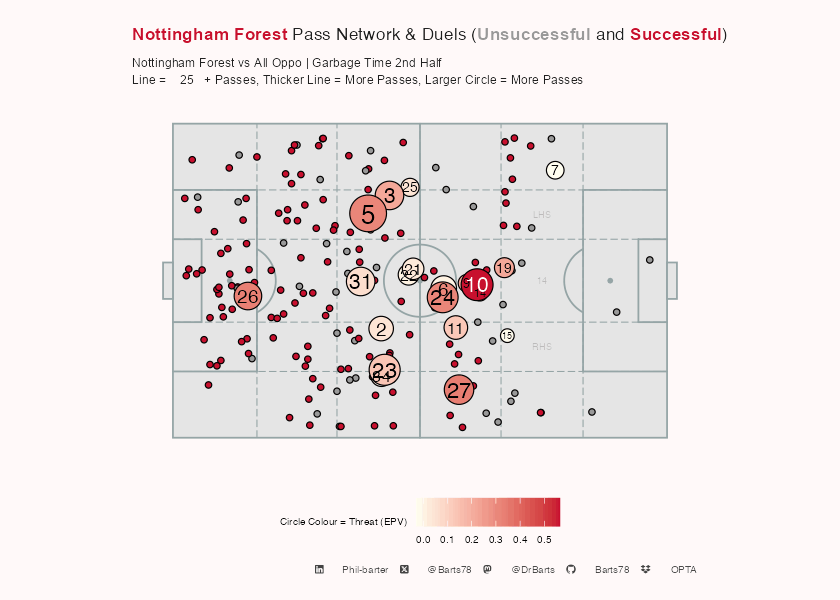 Nottingham Forest Pass Network & Duels (Unsuccessful and Successful)
Nottingham Forest vs All Oppo | Garbage Time 2nd Half
Line = 25 + Passes, Thicker Line = More Passes, Larger Circle = More Passes
7
25
3
5
LHS
21
22
19
31
6
10
14
26
24
2
11
15
RHS
23
27
Circle Colour = Threat (EPV)
0.0 0.1 0.2 0.3 0.4 0.5
Phil-barter @Barts78 @DrBarts Barts78 OPTA